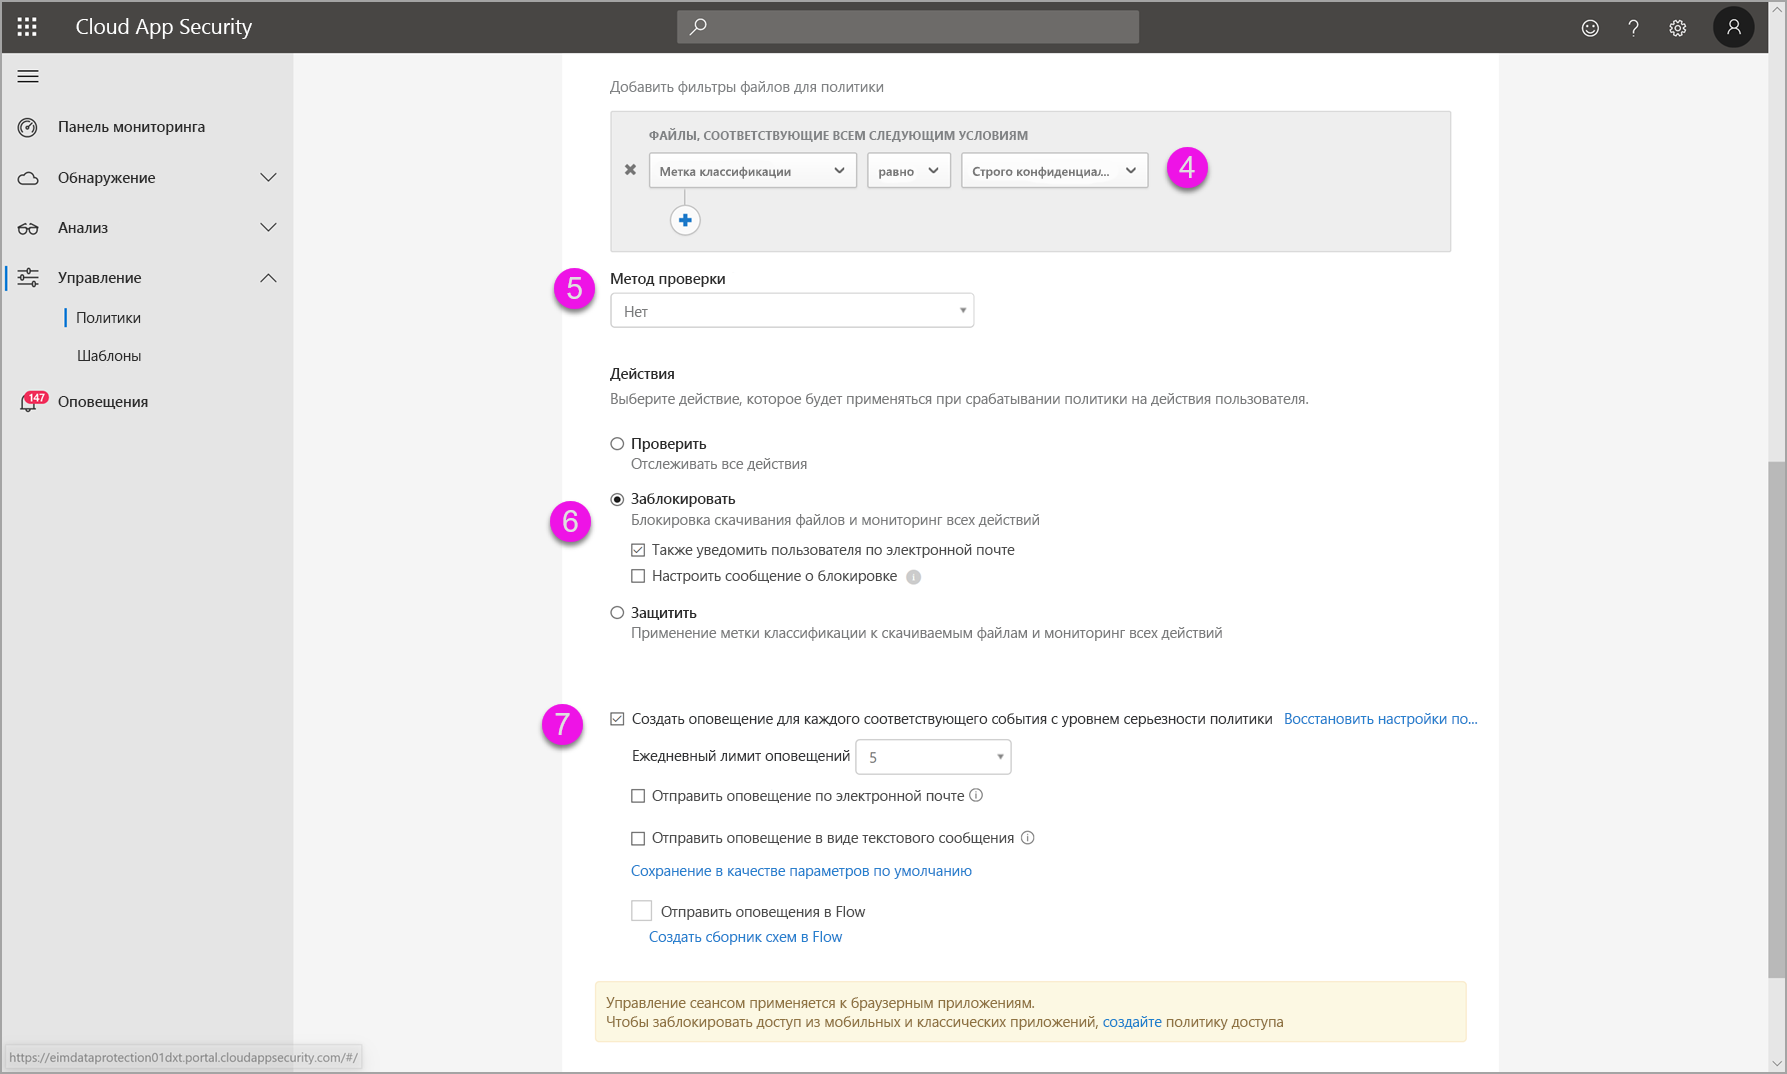 Cloud App Security
Панель мониторинга
Обнаружение
Анализ
Управление
Политики
Шаблоны
147
Оповещения
Добавить фильтры файлов для политики
ФАЙЛЫ, СООТВЕТСТВУЮЩИЕ ВСЕМ СЛЕДУЮЩИМ УСЛОВИЯМ
Метка классификации равно Строго конфиденциал... 4
5 Метод проверки
Нет
Действия
Выберите действие, которое будет применяться при срабатывании политики на действия пользователя.
Проверить
Отслеживать все действия
6 Заблокировать
Блокировка скачивания файлов и мониторинг всех действий
Также уведомить пользователя по электронной почте
Настроить сообщение о блокировке
Защитить
Применение метки классификации к скачиваемым файлам и мониторинг всех действий
7 Создать оповещение для каждого соответствующего события с уровнем серьезности политики Восстановить настройки по...
Ежедневный лимит оповещений 5
Отправить оповещение по электронной почте
Отправить оповещение в виде текстового сообщения
Сохранение в качестве параметров по умолчанию
Отправить оповещения в Flow
Создать сборник схем в Flow
Управление сеансом применяется к браузерным приложениям.
Чтобы заблокировать доступ из мобильных и классических приложений, создайте политику доступа
https://eimdataprotection01dxt.portal.cloudappsecurity.com/#/